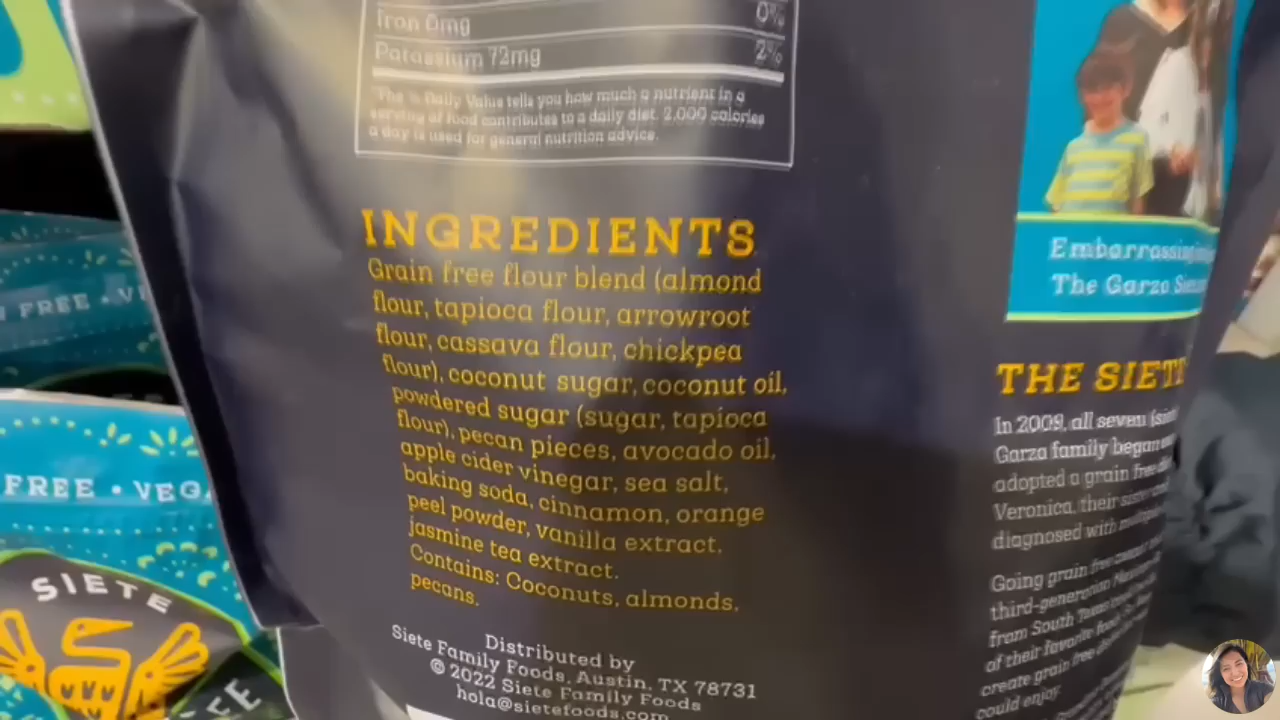 Iron 0mg 0%
Potassium 72mg 2%
*The % Daily Value tells you how much a nutrient in a
serving of food contributes to a daily diet. 2,000 calories
a day is used for general nutrition advice.
INGREDIENTS
Grain free flour blend (almond
flour, tapioca flour, arrowroot
flour, cassava flour, chickpea
flour), coconut sugar, coconut oil,
powdered sugar (sugar, tapioca
flour), pecan pieces, avocado oil,
apple cider vinegar, sea salt,
baking soda, cinnamon, orange
peel powder, vanilla extract.
jasmine tea extract.
Contains: Coconuts, almonds,
pecans.
Distributed by
Siete Family Foods, Austin, TX 78731
© 2022 Siete Family Foods
hola@sietefoods.com
The Garza
THE SIETE
In 2009, all seven
Garza family began
adopted a grain free
Veronica, their
diagnosed with
Going grain free
third-generation
from South Texas
of their favorite food
create grain free
could enjoy.
FREE •
FREE • VEG
SIETE